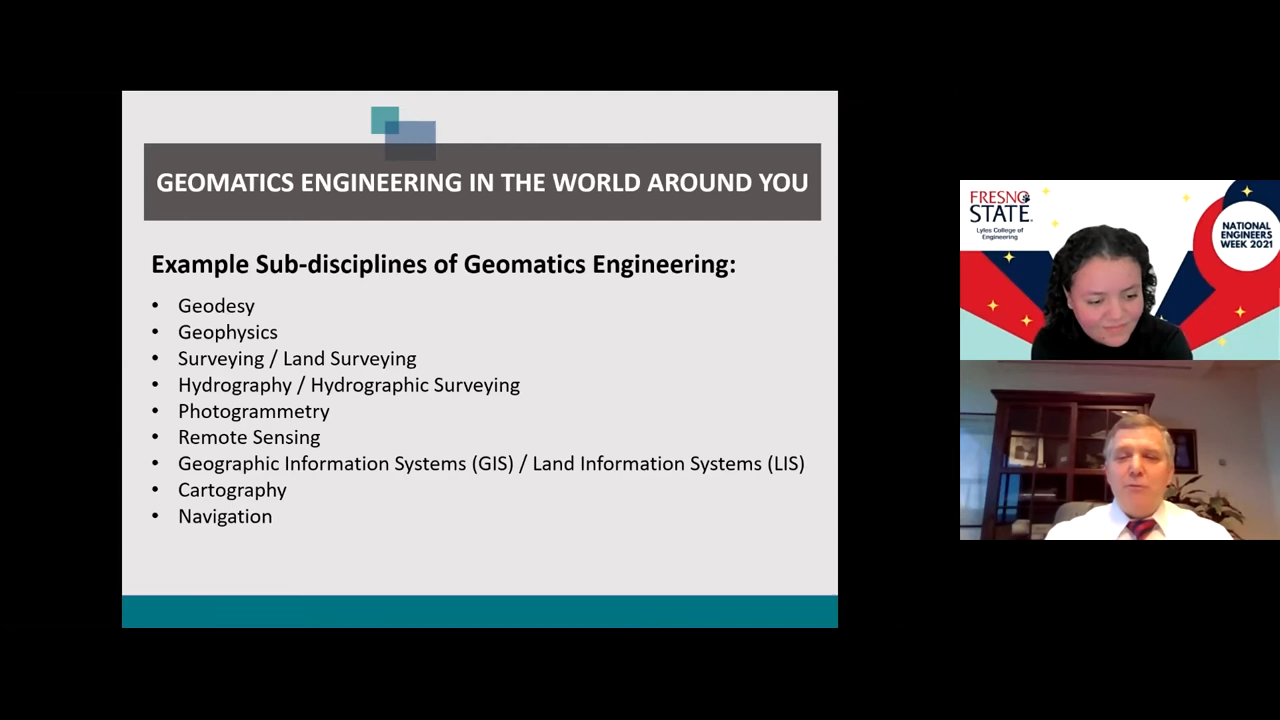 GEOMATICS ENGINEERING IN THE WORLD AROUND YOU
Example Sub-disciplines of Geomatics Engineering:
• Geodesy
• Geophysics
• Surveying / Land Surveying
• Hydrography / Hydrographic Surveying
• Photogrammetry
• Remote Sensing
• Geographic Information Systems (GIS) / Land Information Systems (LIS)
• Cartography
• Navigation
FRESNO
STATE
Lyles College of
Engineering
NATIONAL
ENGINEERS
WEEK 2021